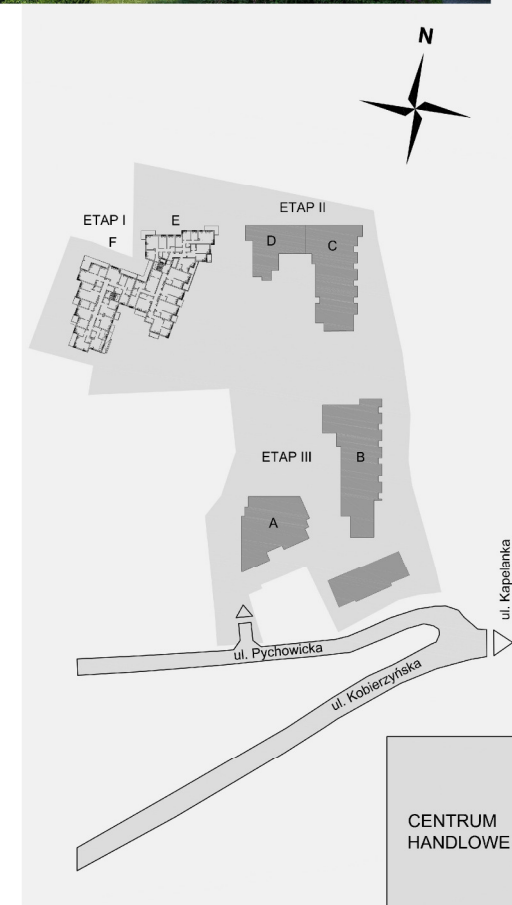 N
ETAP I
F
E
ETAP II
D
C
ETAP III
B
A
ul. Kapelanka
ul. Pychowicka
ul. Kobierzyńska
CENTRUM
HANDLOWE